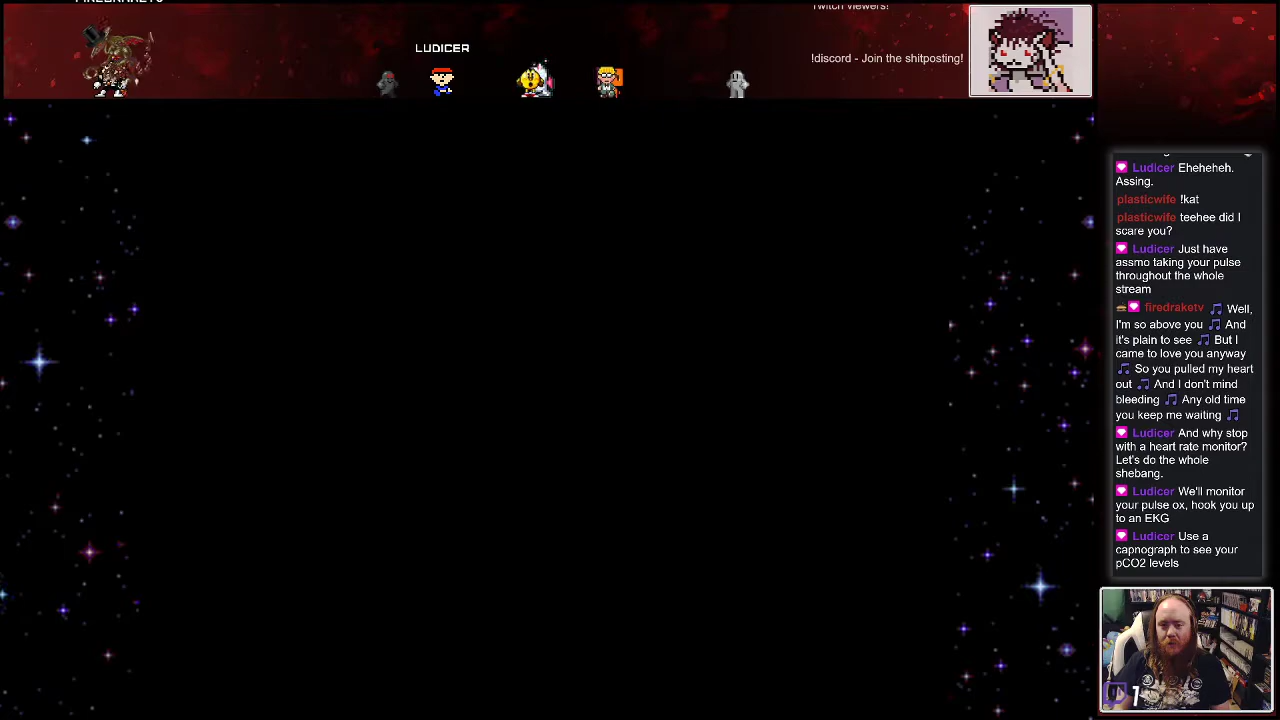 Twitch viewers!
LUDICER
!discord - Join the shitposting!
Ludicer Eheheheh.
Assing.
plasticwife !kat
plasticwife teehee did I
scare you?
Ludicer Just have
assmo taking your pulse
throughout the whole
stream
firedraketv 🎵 Well,
I'm so above you 🎵 And
it's plain to see 🎵 But I
came to love you anyway
🎵 So you pulled my heart
out 🎵 And I don't mind
bleeding 🎵 Any old time
you keep me waiting 🎵
Ludicer And why stop
with a heart rate monitor?
Let's do the whole
shebang.
Ludicer We'll monitor
your pulse ox, hook you up
to an EKG
Ludicer Use a
capnograph to see your
pCO2 levels
1